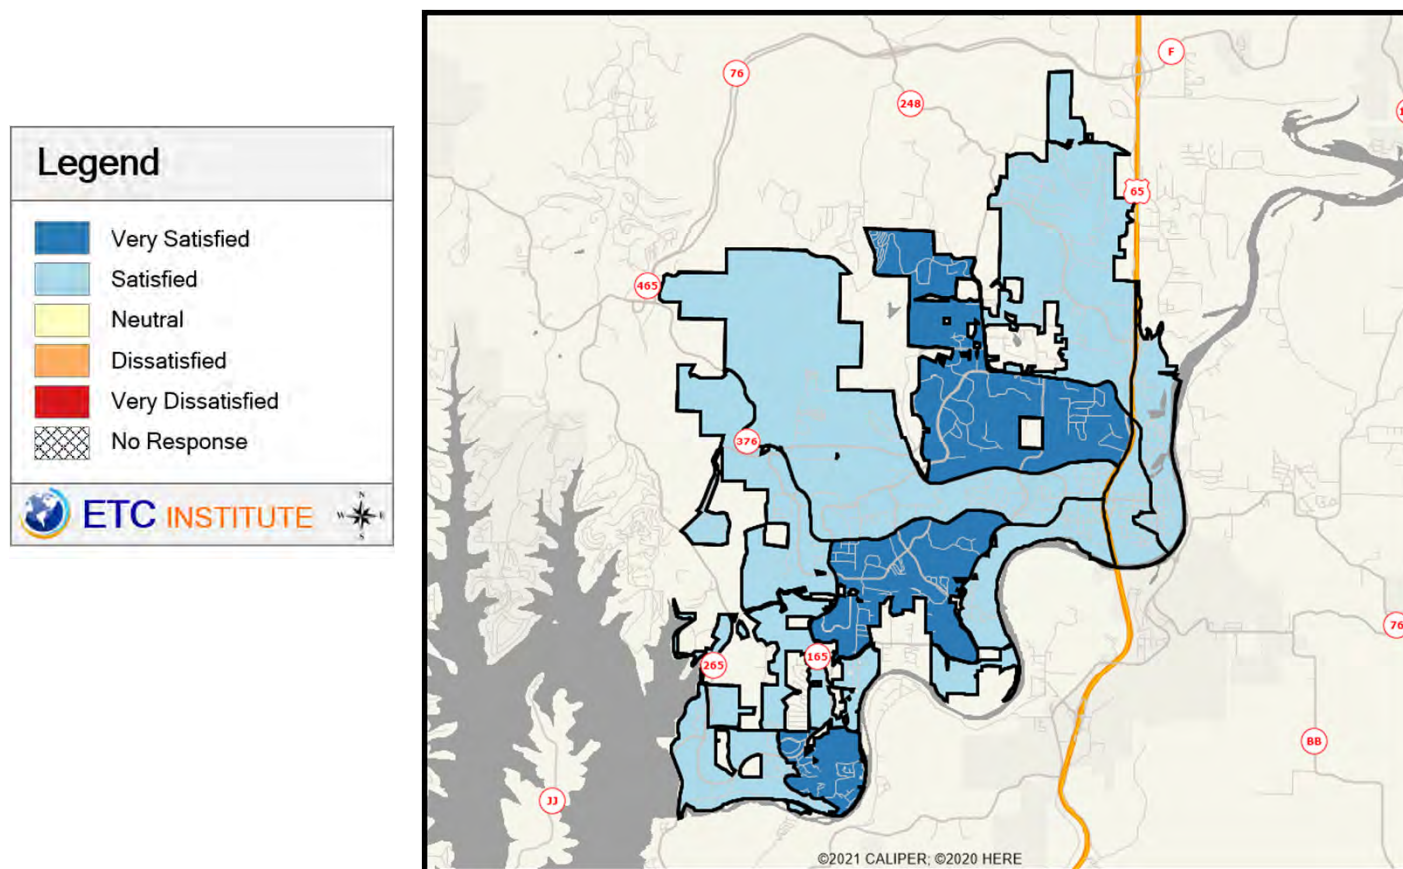 Legend
Very Satisfied
Satisfied
Neutral
Dissatisfied
Very Dissatisfied
No Response
ETC INSTITUTE
N
W
E
S
F
76
248
65
465
376
76
265
165
BB
JJ
©2021 CALIPER; ©2020 HERE